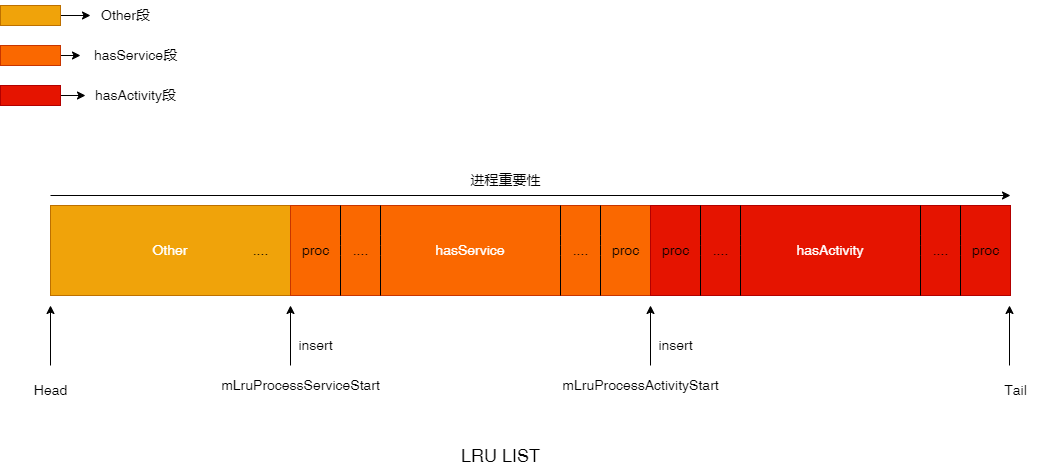 Other段
hasService段
hasActivity段
进程重要性
Other .... proc .... hasService .... proc proc .... hasActivity .... proc
insert insert
mLruProcessServiceStart mLruProcessActivityStart
Head Tail
LRU LIST